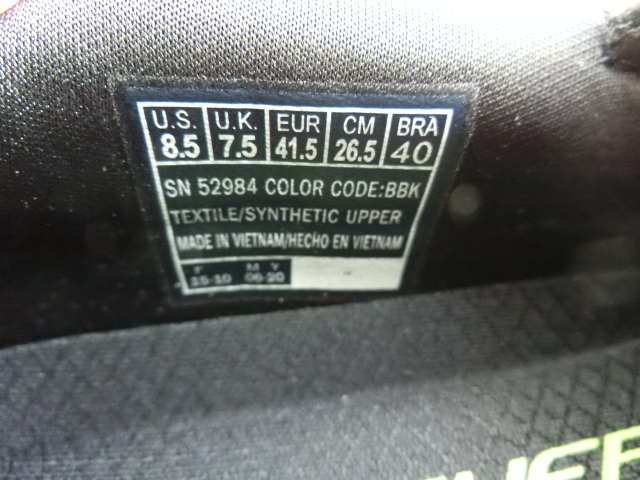 U.S. U.K. EUR CM BRA
8.5 7.5 41.5 26.5 40
SN 52984 COLOR CODE:BBK
TEXTILE/SYNTHETIC UPPER
MADE IN VIETNAM/HECHO EN VIETNAM
F M Y
15-10 06-20